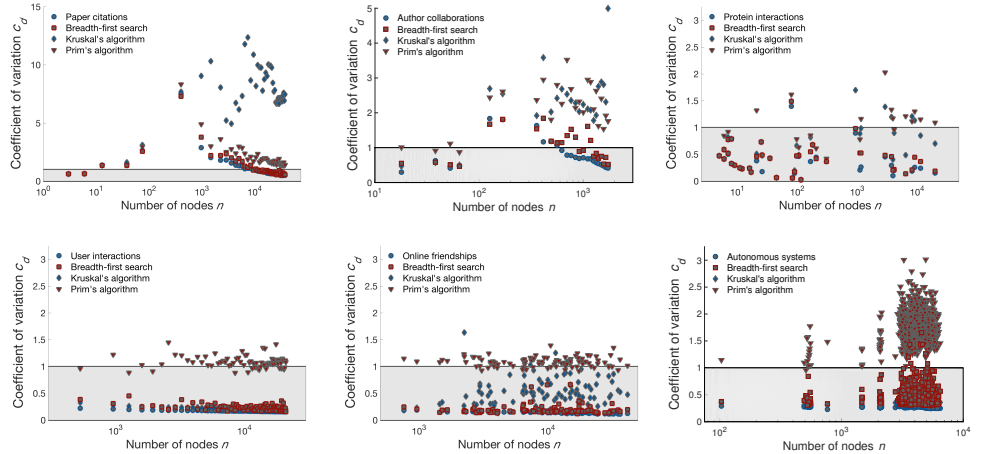 Coefficient of variation c_d
15
10
5
0
Paper citations
Breadth-first search
Kruskal's algorithm
Prim's algorithm
10^0
10^1
10^2
10^3
10^4
Number of nodes n
Coefficient of variation c_d
5
4
3
2
1
0
Author collaborations
Breadth-first search
Kruskal's algorithm
Prim's algorithm
10^1
10^2
10^3
10^4
Number of nodes n
Coefficient of variation c_d
3
2.5
2
1.5
1
0.5
0
Protein interactions
Breadth-first search
Kruskal's algorithm
Prim's algorithm
10^1
10^2
10^3
10^4
Number of nodes n
Coefficient of variation c_d
3
2.5
2
1.5
1
0.5
0
User interactions
Breadth-first search
Kruskal's algorithm
Prim's algorithm
10^3
10^4
Number of nodes n
Coefficient of variation c_d
3
2.5
2
1.5
1
0.5
0
Online friendships
Breadth-first search
Kruskal's algorithm
Prim's algorithm
10^3
10^4
Number of nodes n
Coefficient of variation c_d
3
2.5
2
1.5
1
0.5
0
Autonomous systems
Breadth-first search
Kruskal's algorithm
Prim's algorithm
10^2
10^3
10^4
Number of nodes n